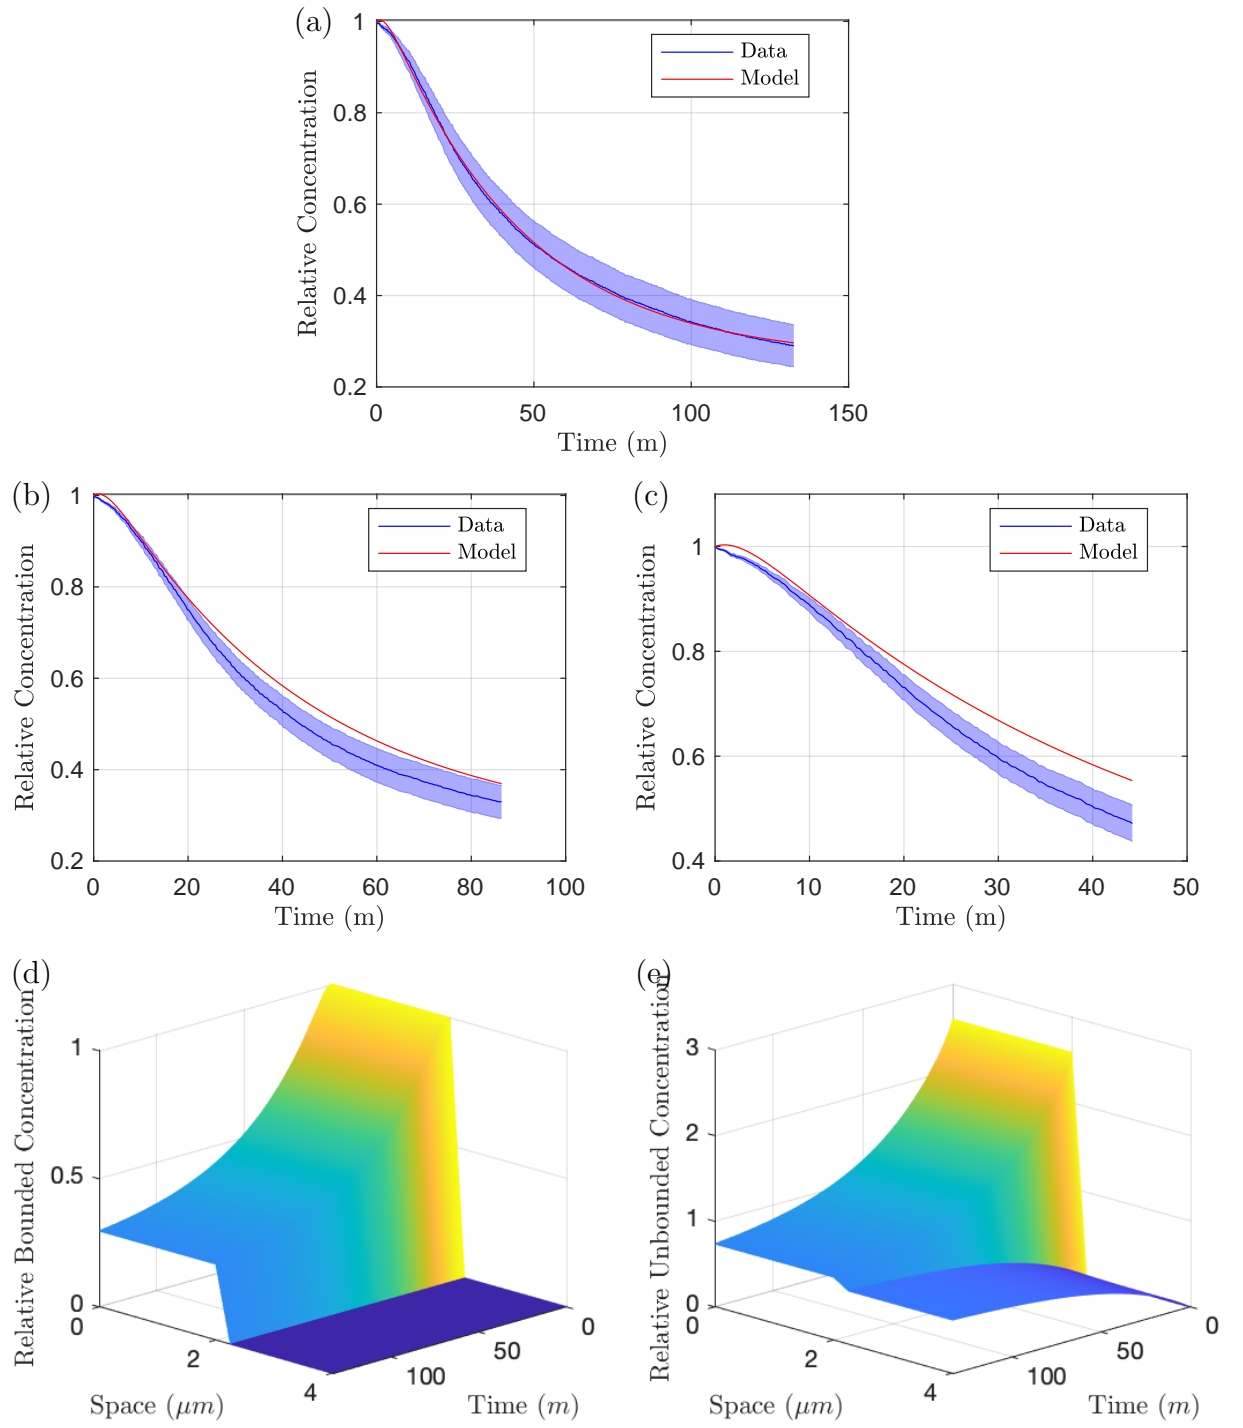 (a)
1
0.8
0.6
0.4
0.2
Relative Concentration
Data
Model
0 50 100 150
Time (m)
(b)
1
0.8
0.6
0.4
0.2
Relative Concentration
Data
Model
0 20 40 60 80 100
Time (m)
(c)
1
0.8
0.6
0.4
Relative Concentration
Data
Model
0 10 20 30 40 50
Time (m)
(d)
Relative Bounded Concentration
1
0.5
0
0
2
4
Space (μm)
100
50
0
Time (m)
(e)
Relative Unbounded Concentration
3
2
1
0
0
2
4
Space (μm)
100
50
0
Time (m)